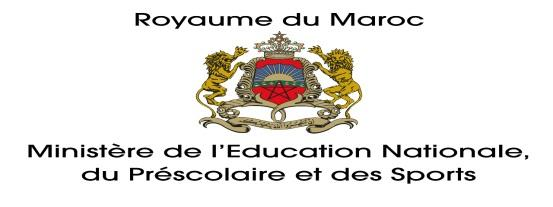 Royaume du Maroc
Ministère de l'Education Nationale,
du Préscolaire et des Sports